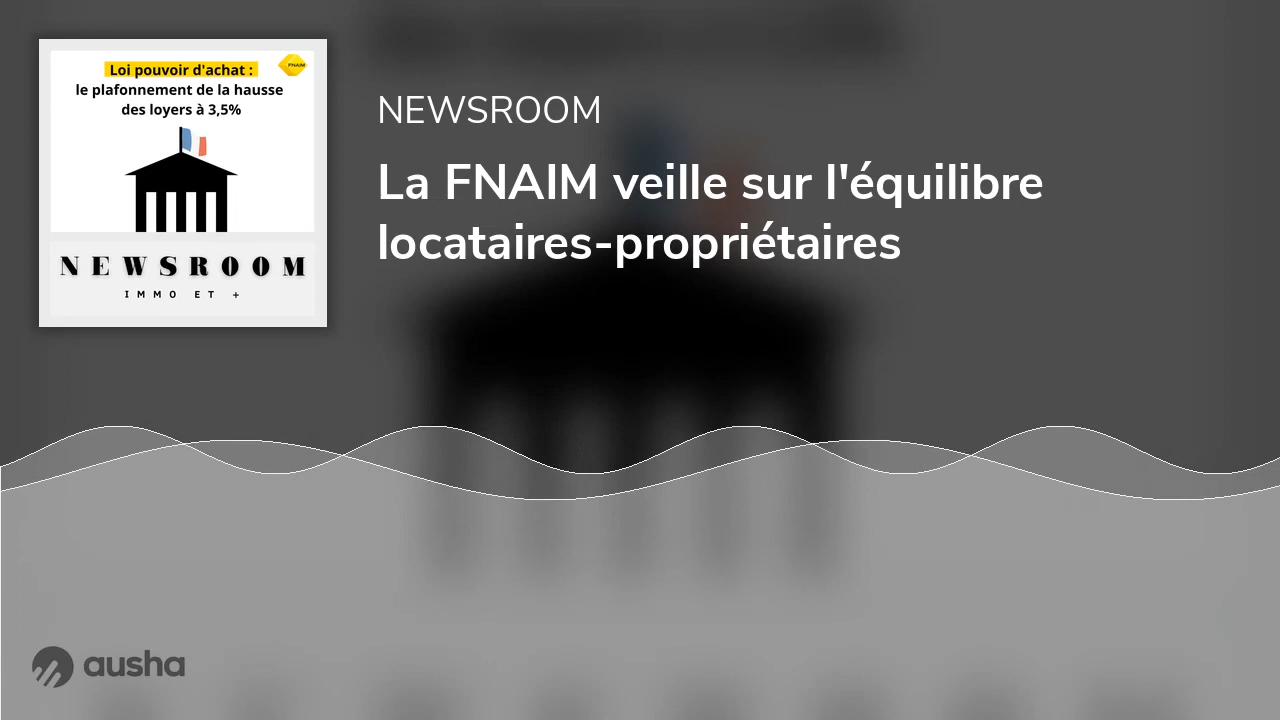 Loi pouvoir d'achat :
FNAIM
le plafonnement de la hausse
des loyers à 3,5%
NEWSROOM
IMMO ET +
NEWSROOM
La FNAIM veille sur l'équilibre
locataires-propriétaires
ausha